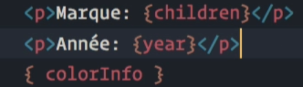 <p>Marque: {children}</p>
<p>Année: {year}</p>
{ colorInfo }